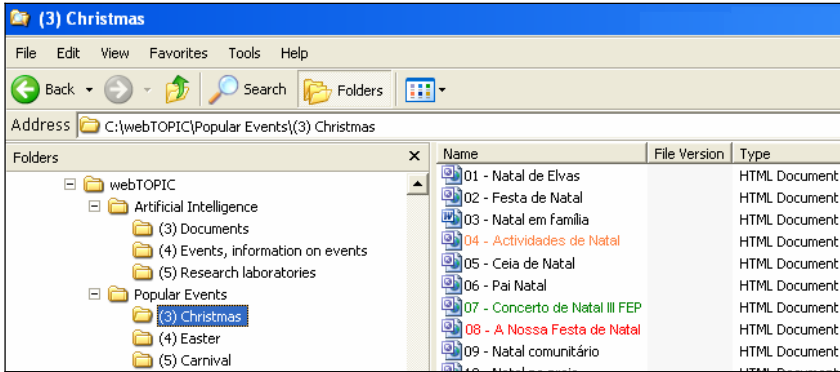 (3) Christmas
File Edit View Favorites Tools Help
Back Search Folders
Address C:\webTOPIC\Popular Events\(3) Christmas
Folders
webTOPIC
Artificial Intelligence
(3) Documents
(4) Events, information on events
(5) Research laboratories
Popular Events
(3) Christmas
(4) Easter
(5) Carnival
Name File Version Type
01 - Natal de Elvas HTML Document
02 - Festa de Natal HTML Document
03 - Natal em família HTML Document
04 - Actividades de Natal HTML Document
05 - Ceia de Natal HTML Document
06 - Pai Natal HTML Document
07 - Concerto de Natal III FEP HTML Document
08 - A Nossa Festa de Natal HTML Document
09 - Natal comunitário HTML Document